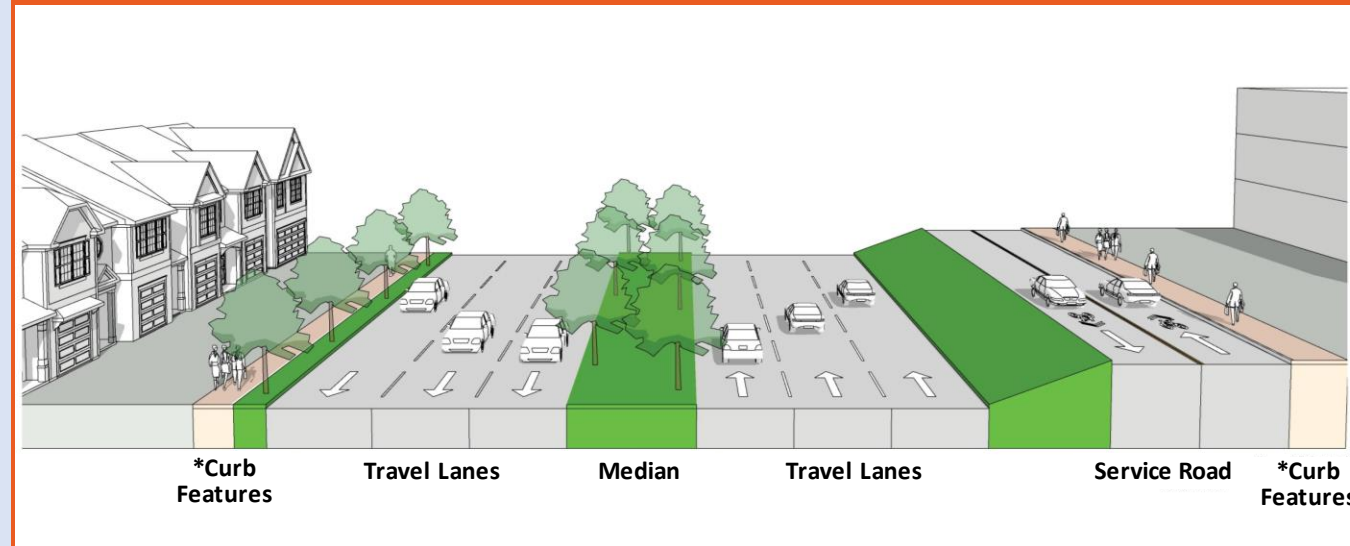 *Curb
Features
Travel Lanes
Median
Travel Lanes
Service Road
*Curb
Features